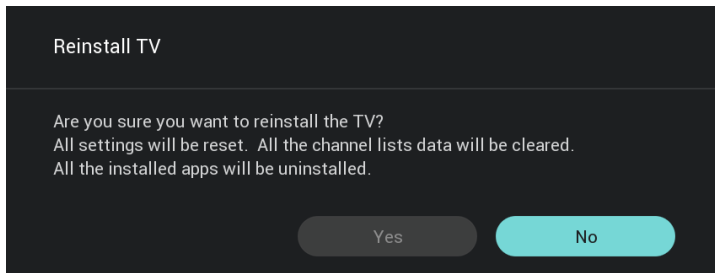 Reinstall TV
Are you sure you want to reinstall the TV?
All settings will be reset.  All the channel lists data will be cleared.
All the installed apps will be uninstalled.
Yes No